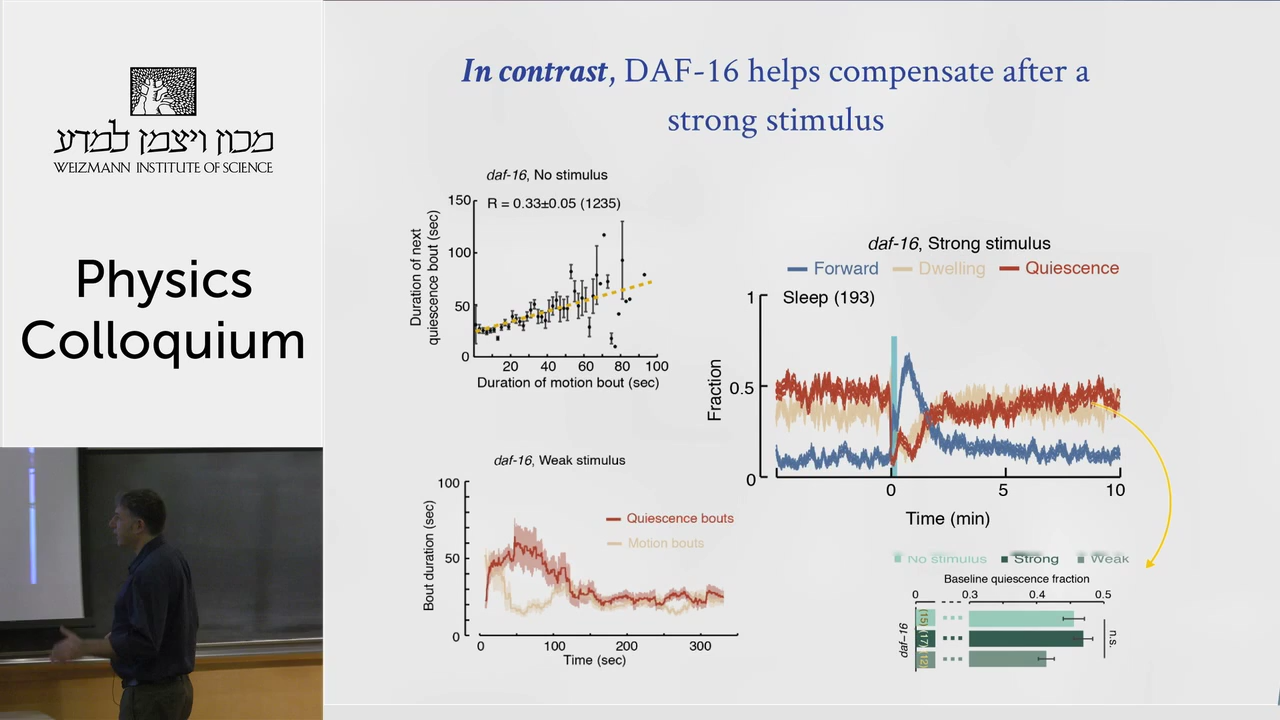 מכון ויצמן למדע
WEIZMANN INSTITUTE OF SCIENCE
Physics
Colloquium
In contrast, DAF-16 helps compensate after a
strong stimulus
daf-16, No stimulus
R = 0.33±0.05 (1235)
Duration of next
quiescence bout (sec)
150
100
50
0
20 40 60 80 100
Duration of motion bout (sec)
daf-16, Weak stimulus
Bout duration (sec)
100
50
0
Quiescence bouts
Motion bouts
0 100 200 300
Time (sec)
daf-16, Strong stimulus
Forward Dwelling Quiescence
Sleep (193)
Fraction
1
0.5
0
0 5 10
Time (min)
No stimulus Strong Weak
Baseline quiescence fraction
0 0.3 0.4 0.5
daf-16
(15)
(17)
(12)
n.s.